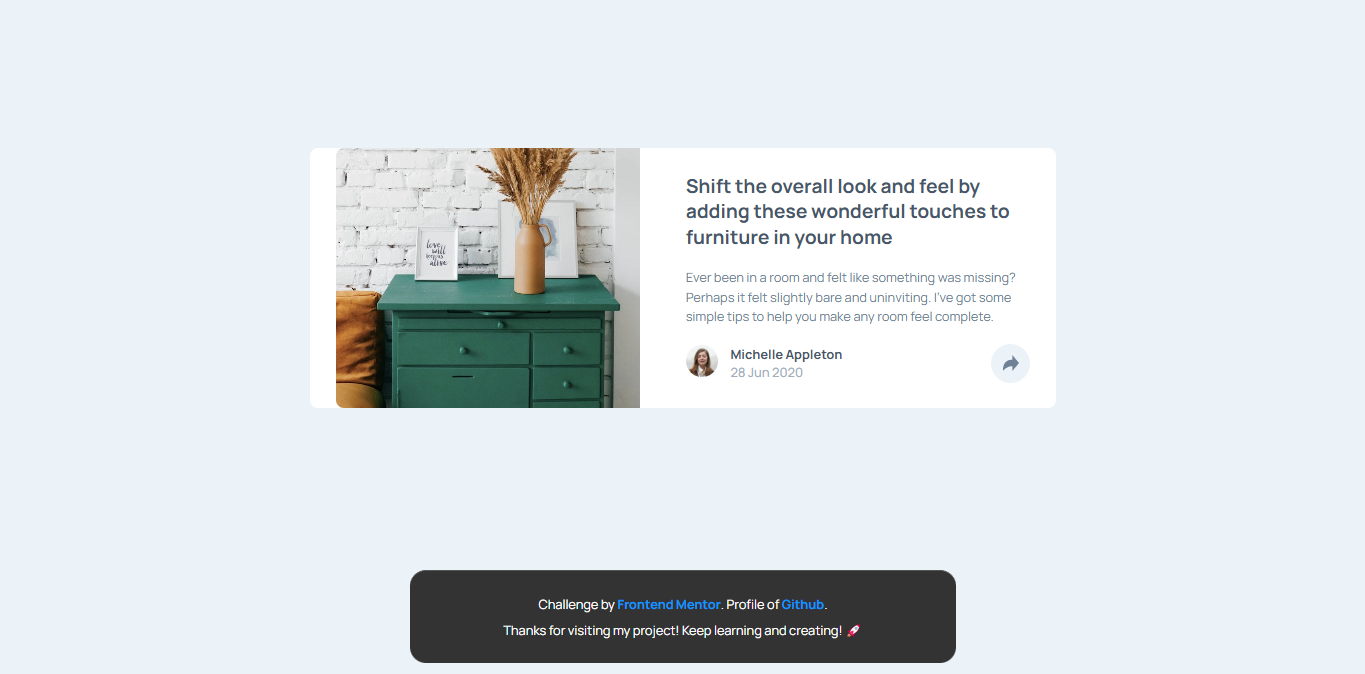 love
will
keep us
alive
Shift the overall look and feel by
adding these wonderful touches to
furniture in your home
Ever been in a room and felt like something was missing?
Perhaps it felt slightly bare and uninviting. I've got some
simple tips to help you make any room feel complete.
Michelle Appleton
28 Jun 2020
Challenge by Frontend Mentor. Profile of Github.
Thanks for visiting my project! Keep learning and creating! 🚀